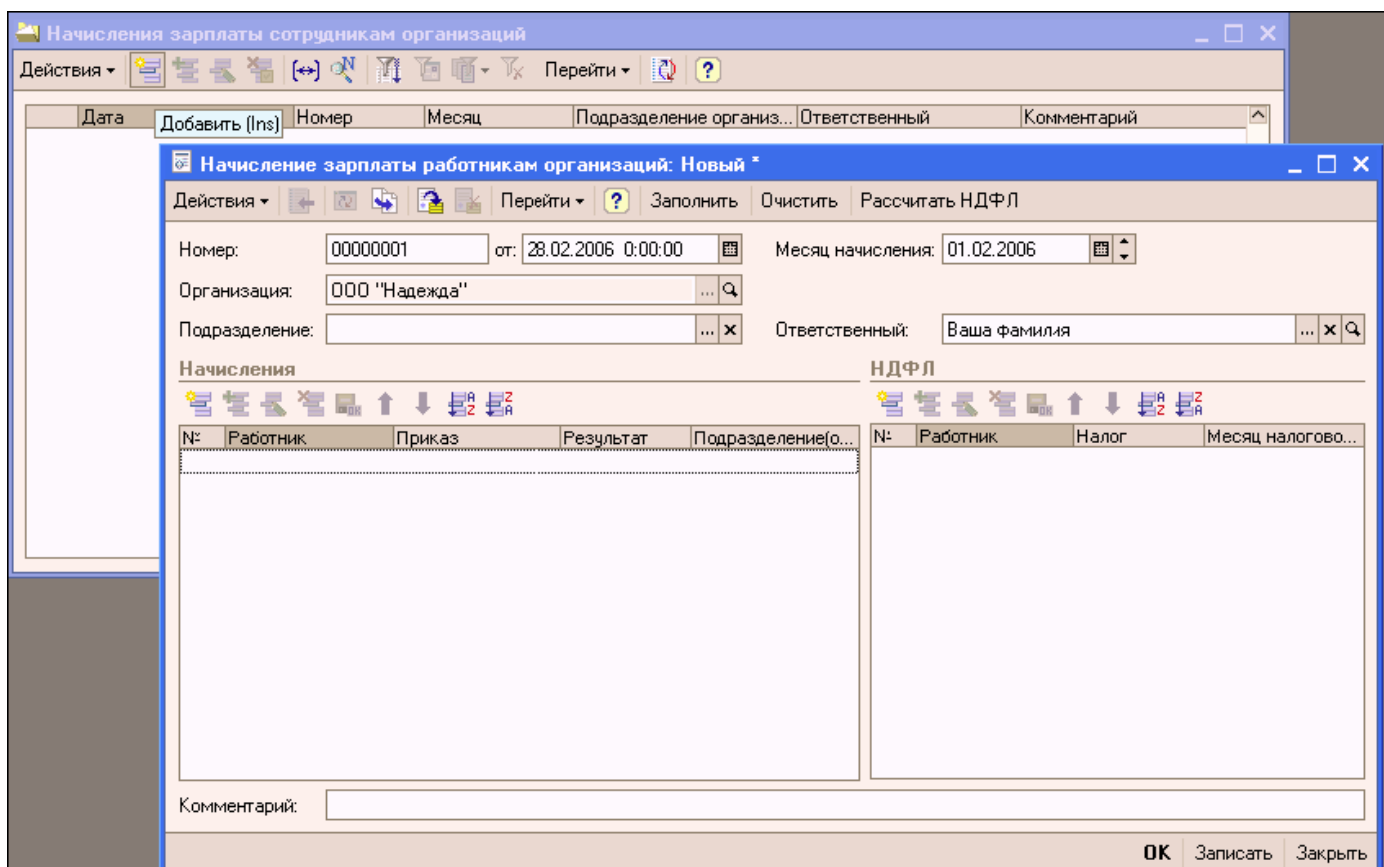 Начисления зарплаты сотрудникам организаций
Действия Перейти ?
Дата Номер Месяц Подразделение организ... Ответственный Комментарий
Добавить (Ins)
Начисление зарплаты работникам организаций: Новый *
Действия Перейти ? Заполнить Очистить Рассчитать НДФЛ
Номер: 00000001 от: 28.02.2006 0:00:00 Месяц начисления: 01.02.2006
Организация: ООО "Надежда" ...
Подразделение: ... x Ответственный: Ваша фамилия ... x
Начисления НДФЛ
№ Работник Приказ Результат Подразделение(о... № Работник Налог Месяц налогово...
Комментарий:
OK Записать Закрыть